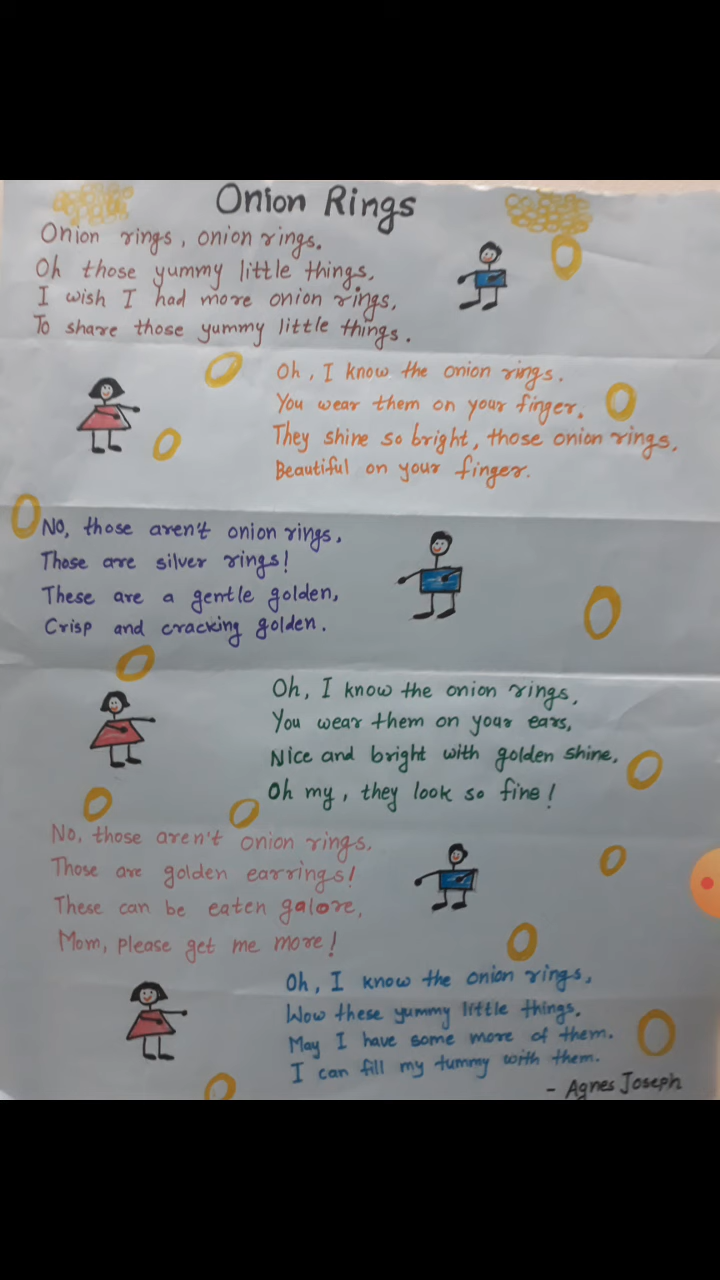 Onion Rings
Onion rings, onion rings.
Oh those yummy little things,
I wish I had more onion rings,
To share those yummy little things.
Oh, I know the onion rings.
You wear them on your finger.
They shine so bright, those onion rings,
Beautiful on your finger.
No, those aren't onion rings,
Those are silver rings!
These are a gentle golden,
Crisp and cracking golden.
Oh, I know the onion rings,
You wear them on your ears,
Nice and bright with golden shine,
Oh my, they look so fine!
No, those aren't onion rings,
Those are golden earrings!
These can be eaten galore,
Mom, please get me more!
Oh, I know the onion rings,
Wow these yummy little things.
May I have some more of them.
I can fill my tummy with them.
- Agnes Joseph